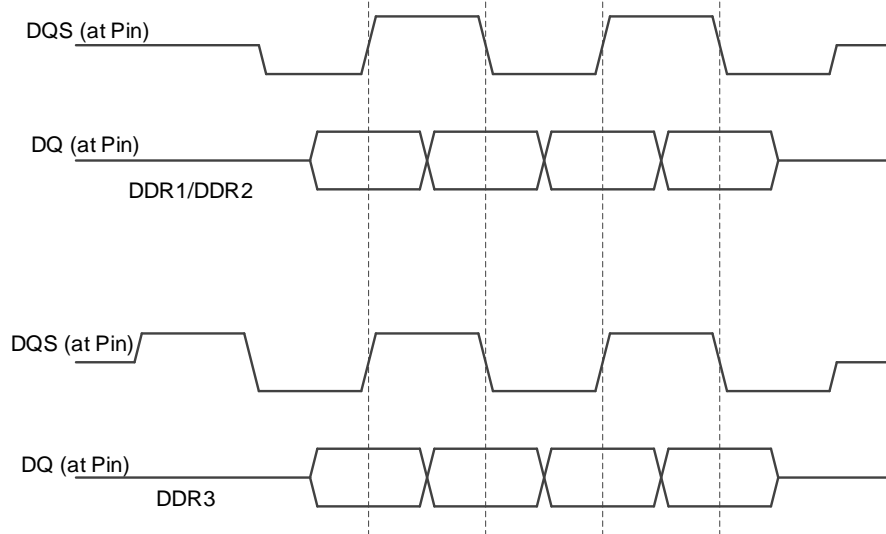 DQS (at Pin)
DQ (at Pin)
DDR1/DDR2
DQS (at Pin)
DQ (at Pin)
DDR3